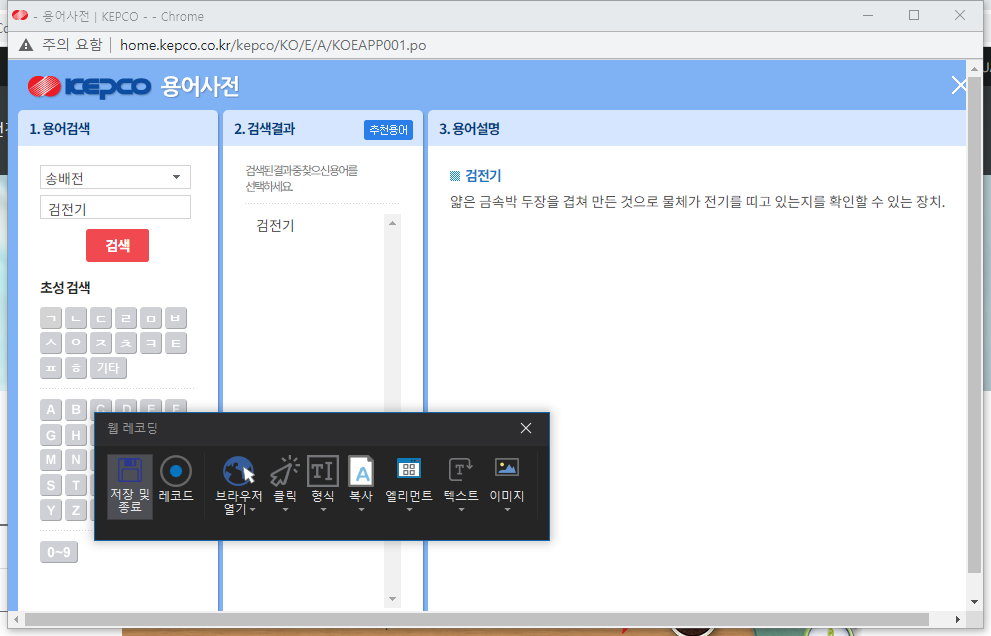 - 용어사전 | KEPCO - - Chrome
주의 요함 | home.kepco.co.kr/kepco/KO/E/A/KOEAPP001.po
KEPCO 용어사전
1. 용어검색
송배전
검전기
검색
초성 검색
ㄱ ㄴ ㄷ ㄹ ㅁ ㅂ
ㅅ ㅇ ㅈ ㅊ ㅋ ㅌ
ㅍ ㅎ 기타
A B C D E F
G H
M N
S T
Y Z
0~9
2. 검색결과
추천용어
검색된 결과 중 찾으신 용어를
선택하세요.
검전기
3. 용어설명
검전기
얇은 금속박 두장을 겹쳐 만든 것으로 물체가 전기를 띠고 있는지를 확인할 수 있는 장치.
웹 레코딩
저장 및
종료
레코드
브라우저
열기
클릭
형식
복사
엘리먼트
텍스트
이미지